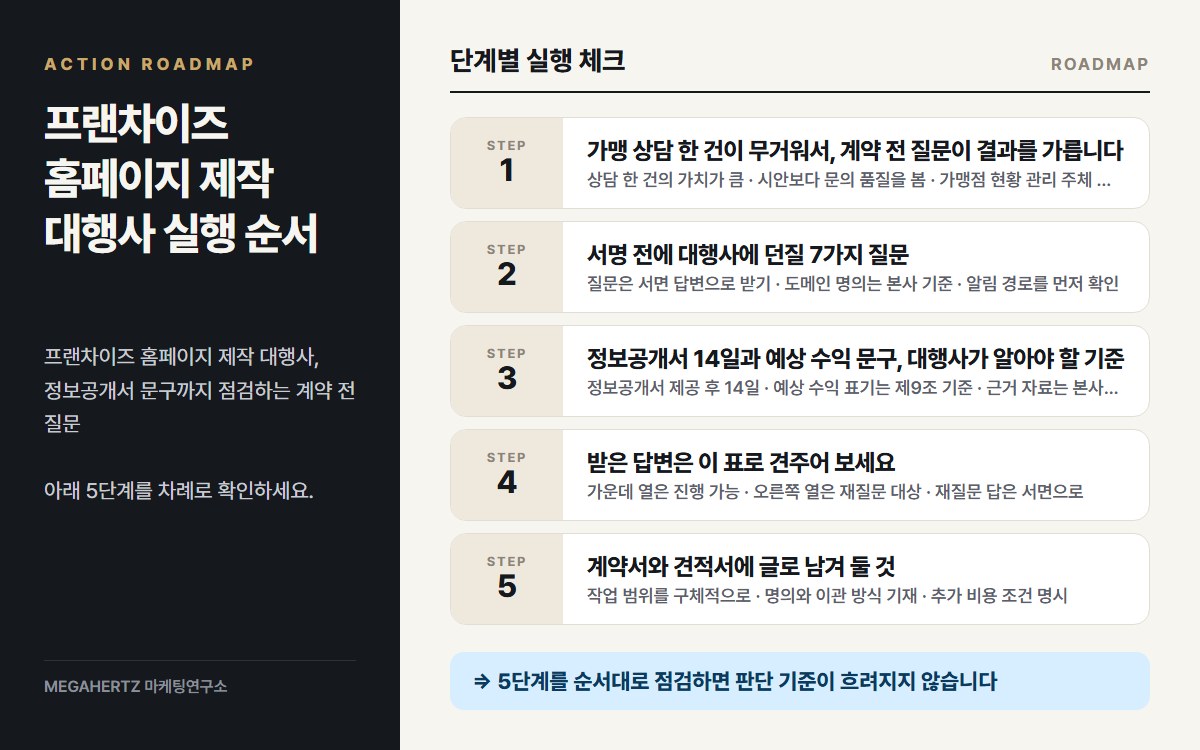 ACTION ROADMAP
프랜차이즈
홈페이지 제작
대행사 실행 순서
프랜차이즈 홈페이지 제작 대행사,
정보공개서 문구까지 점검하는 계약 전
질문
아래 5단계를 차례로 확인하세요.
MEGAHERTZ 마케팅연구소
단계별 실행 체크
ROADMAP
STEP
1
가맹 상담 한 건이 무거워서, 계약 전 질문이 결과를 가릅니다
상담 한 건의 가치가 큼 · 시안보다 문의 품질을 봄 · 가맹점 현황 관리 주체 ...
STEP
2
서명 전에 대행사에 던질 7가지 질문
질문은 서면 답변으로 받기 · 도메인 명의는 본사 기준 · 알림 경로를 먼저 확인
STEP
3
정보공개서 14일과 예상 수익 문구, 대행사가 알아야 할 기준
정보공개서 제공 후 14일 · 예상 수익 표기는 제9조 기준 · 근거 자료는 본사...
STEP
4
받은 답변은 이 표로 견주어 보세요
가운데 열은 진행 가능 · 오른쪽 열은 재질문 대상 · 재질문 답은 서면으로
STEP
5
계약서와 견적서에 글로 남겨 둘 것
작업 범위를 구체적으로 · 명의와 이관 방식 기재 · 추가 비용 조건 명시
⇒ 5단계를 순서대로 점검하면 판단 기준이 흐려지지 않습니다